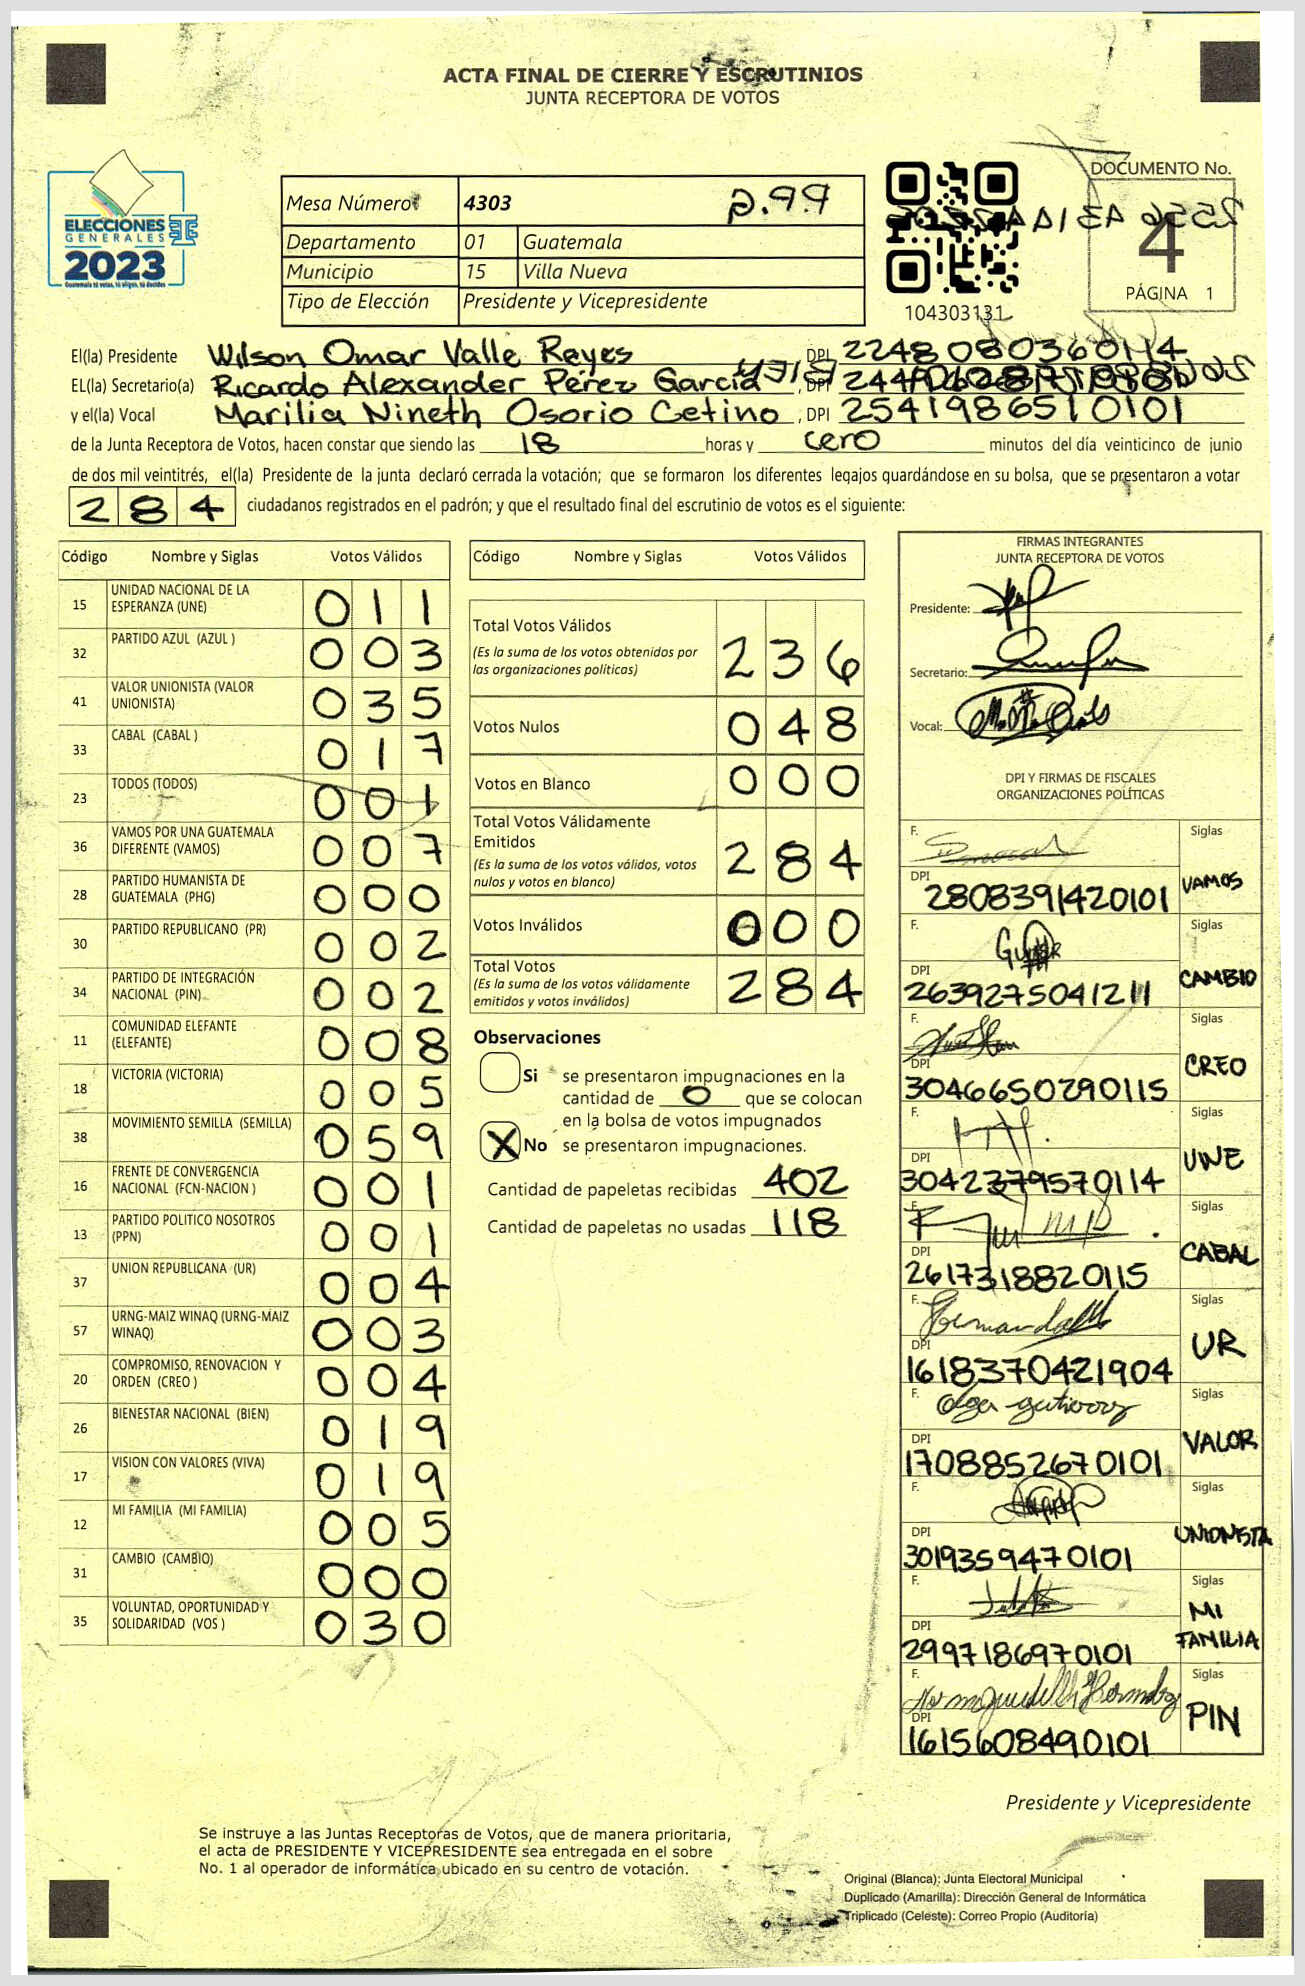 ACTA FINAL DE CIERRE Y ESCRUTINIOS
JUNTA RECEPTORA DE VOTOS
ELECCIONES
GENERALES
2023
Guatemala tú votas, tú eliges, tú decides
Mesa Número 4303 2.99
Departamento 01 Guatemala
Municipio 15 Villa Nueva
Tipo de Elección Presidente y Vicepresidente
104303131
DOCUMENTO No.
4
PÁGINA 1
El(la) Presidente Wilson Omar Valle Reyes DPI 2248 080360114
EL(la) Secretario(a) Ricardo Alexander Pérez García , DPI
y el(la) Vocal Marilia Nineth Osorio Cetino , DPI 2541986510101
de la Junta Receptora de Votos, hacen constar que siendo las 18 horas y cero minutos del día veinticinco de junio
de dos mil veintitrés, el(la) Presidente de la junta declaró cerrada la votación; que se formaron los diferentes legajos guardándose en su bolsa, que se presentaron a votar
284 ciudadanos registrados en el padrón; y que el resultado final del escrutinio de votos es el siguiente:
Código Nombre y Siglas Votos Válidos
15 UNIDAD NACIONAL DE LA ESPERANZA (UNE) 011
32 PARTIDO AZUL (AZUL ) 003
41 VALOR UNIONISTA (VALOR UNIONISTA) 035
33 CABAL (CABAL ) 017
23 TODOS (TODOS) 001
36 VAMOS POR UNA GUATEMALA DIFERENTE (VAMOS) 007
28 PARTIDO HUMANISTA DE GUATEMALA (PHG) 000
30 PARTIDO REPUBLICANO (PR) 002
34 PARTIDO DE INTEGRACIÓN NACIONAL (PIN) 002
11 COMUNIDAD ELEFANTE (ELEFANTE) 008
18 VICTORIA (VICTORIA) 005
38 MOVIMIENTO SEMILLA (SEMILLA) 059
16 FRENTE DE CONVERGENCIA NACIONAL (FCN-NACION ) 001
13 PARTIDO POLITICO NOSOTROS (PPN) 001
37 UNION REPUBLICANA (UR) 004
57 URNG-MAIZ WINAQ (URNG-MAIZ WINAQ) 003
20 COMPROMISO, RENOVACION Y ORDEN (CREO ) 004
26 BIENESTAR NACIONAL (BIEN) 019
17 VISION CON VALORES (VIVA) 019
12 MI FAMILIA (MI FAMILIA) 005
31 CAMBIO (CAMBIO) 000
35 VOLUNTAD, OPORTUNIDAD Y SOLIDARIDAD (VOS ) 030
Código Nombre y Siglas Votos Válidos
Total Votos Válidos 236
(Es la suma de los votos obtenidos por
las organizaciones políticas)
Votos Nulos 048
Votos en Blanco 000
Total Votos Válidamente
Emitidos 284
(Es la suma de los votos válidos, votos
nulos y votos en blanco)
Votos Inválidos 000
Total Votos 284
(Es la suma de los votos válidamente
emitidos y votos inválidos)
Observaciones
Si se presentaron impugnaciones en la
cantidad de 0 que se colocan
en la bolsa de votos impugnados
X No se presentaron impugnaciones.
Cantidad de papeletas recibidas 402
Cantidad de papeletas no usadas 118
FIRMAS INTEGRANTES
JUNTA RECEPTORA DE VOTOS
Presidente:
Secretario:
Vocal:
DPI Y FIRMAS DE FISCALES
ORGANIZACIONES POLÍTICAS
F. Siglas
DPI 2808391420101 VAMOS
F. Siglas
DPI 2639275041211 CAMBIO
F. Siglas
DPI 3046650290115 CREO
F. Siglas
DPI 3042379570114 UNE
F. Siglas
DPI 2617318820115 CABAL
F. Siglas
DPI 1618370421904 UR
F. Olga gutierrez Siglas
DPI 1708852670101 VALOR
F. Siglas
DPI 3019359470101 UNIONISTA
F. Siglas
DPI 2997186970101 MI FAMILIA
F. Siglas
DPI 1615608490101 PIN
Presidente y Vicepresidente
Se instruye a las Juntas Receptoras de Votos, que de manera prioritaria,
el acta de PRESIDENTE Y VICEPRESIDENTE sea entregada en el sobre
No. 1 al operador de informática ubicado en su centro de votación.
Original (Blanca): Junta Electoral Municipal
Duplicado (Amarilla): Dirección General de Informática
Triplicado (Celeste): Correo Propio (Auditoría)